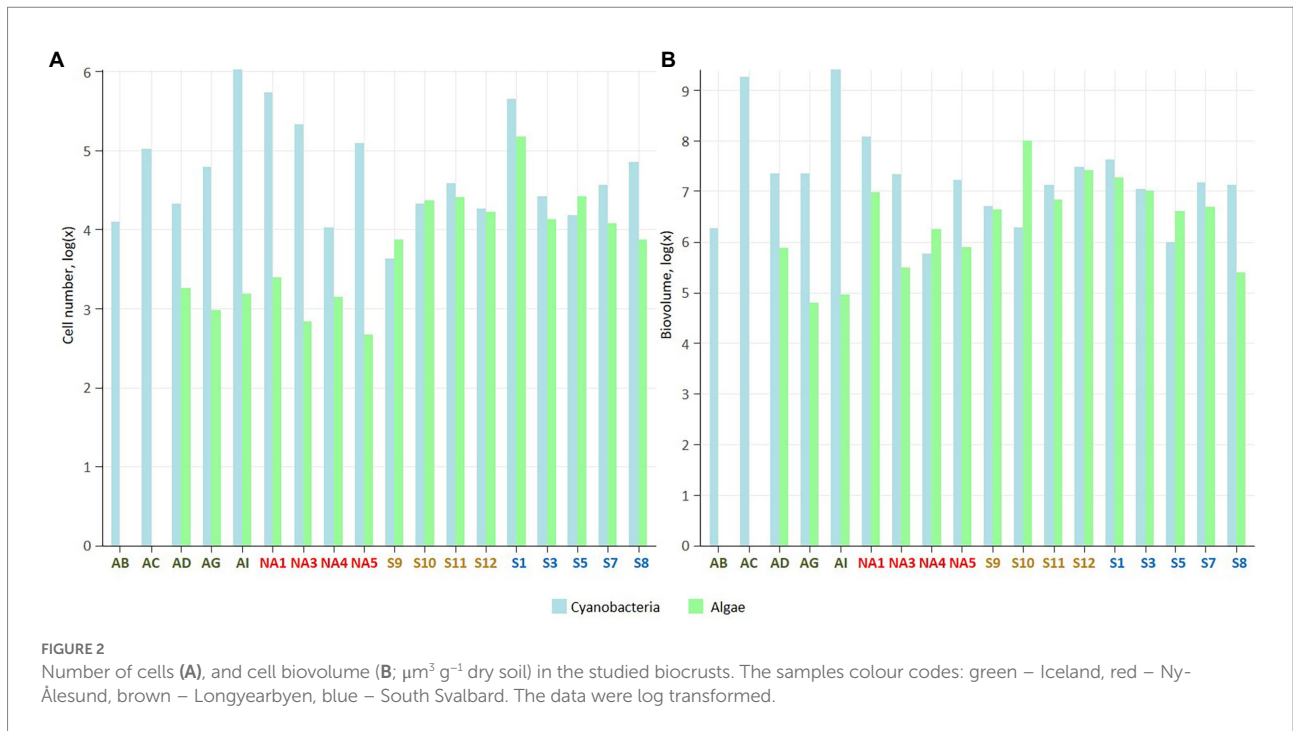 A
B
Cell number, log(x)
6
5
4
3
2
1
0
AB AC AD AG AI NA1 NA3 NA4 NA5 S9 S10 S11 S12 S1 S3 S5 S7 S8
Biovolume, log(x)
9
8
7
6
5
4
3
2
1
0
AB AC AD AG AI NA1 NA3 NA4 NA5 S9 S10 S11 S12 S1 S3 S5 S7 S8
Cyanobacteria Algae
FIGURE 2
Number of cells (A), and cell biovolume (B; μm³ g⁻¹ dry soil) in the studied biocrusts. The samples colour codes: green – Iceland, red – Ny-
Ålesund, brown – Longyearbyen, blue – South Svalbard. The data were log transformed.